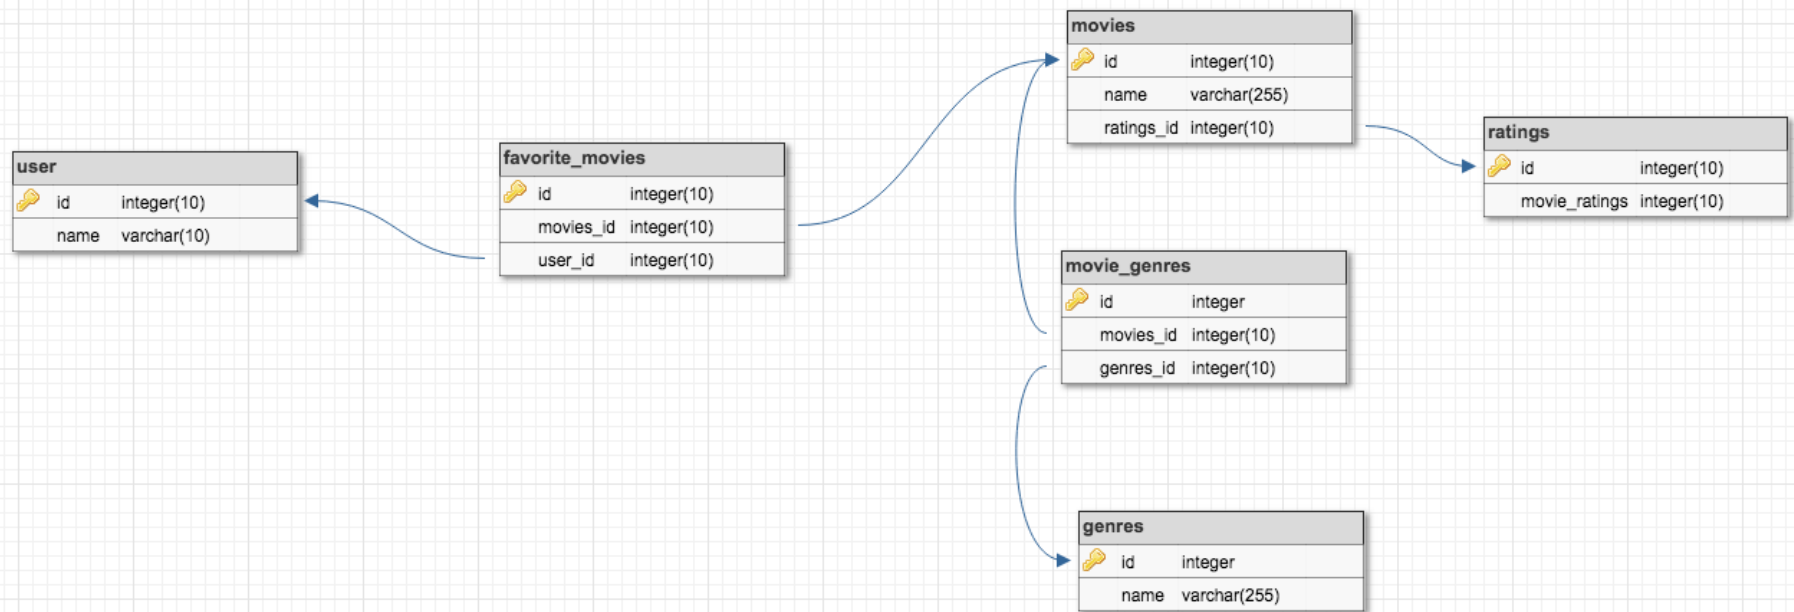 user
id integer(10)
name varchar(10)
favorite_movies
id integer(10)
movies_id integer(10)
user_id integer(10)
movies
id integer(10)
name varchar(255)
ratings_id integer(10)
ratings
id integer(10)
movie_ratings integer(10)
movie_genres
id integer
movies_id integer(10)
genres_id integer(10)
genres
id integer
name varchar(255)